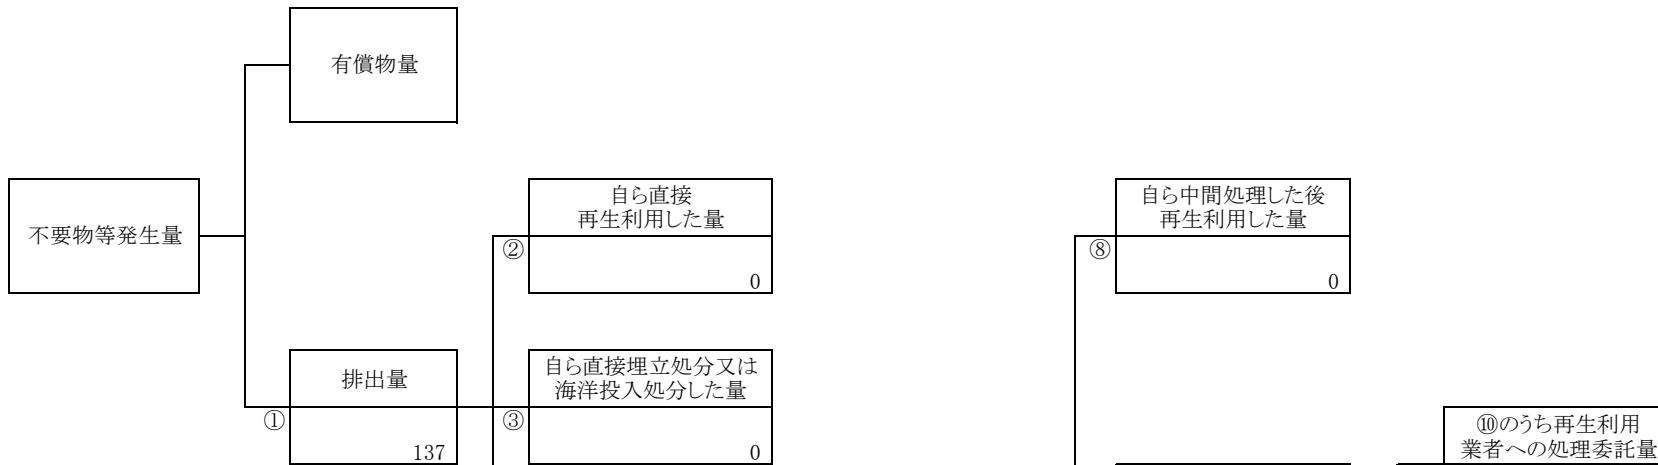 有償物量
不要物等発生量
自ら直接
再生利用した量
②
0
自ら中間処理した後
再生利用した量
⑧
0
排出量
①
137
自ら直接埋立処分又は
海洋投入処分した量
③
0
⑩のうち再生利用
業者への処理委託量